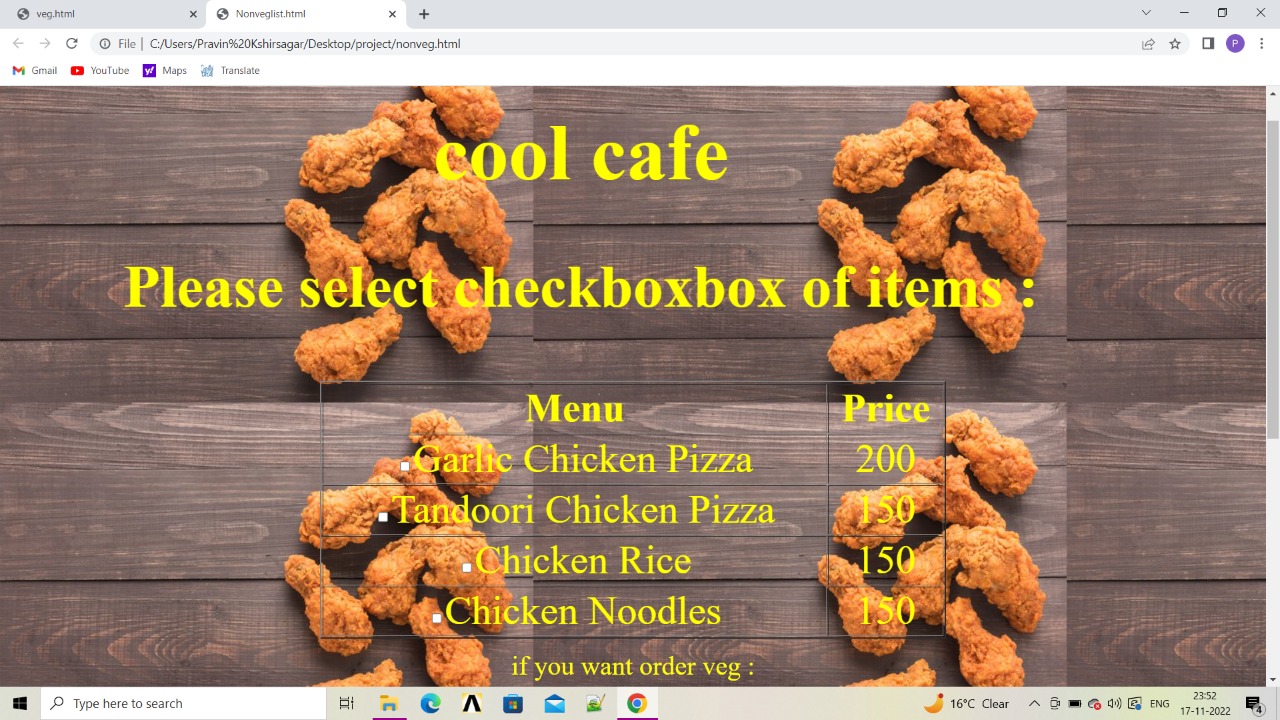 veg.html
Nonveglist.html
File | C:/Users/Pravin%20Kshirsagar/Desktop/project/nonveg.html
P
Gmail YouTube Maps Translate
cool cafe
Please select checkboxbox of items :
Menu Price
Garlic Chicken Pizza 200
Tandoori Chicken Pizza 150
Chicken Rice 150
Chicken Noodles 150
if you want order veg :
Type here to search
16°C Clear
ENG
23:52
17-11-2022
4